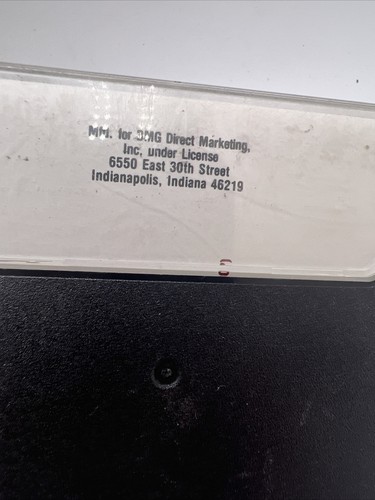 Mfd. for BMG Direct Marketing,
Inc. under License
6550 East 30th Street
Indianapolis, Indiana 46219